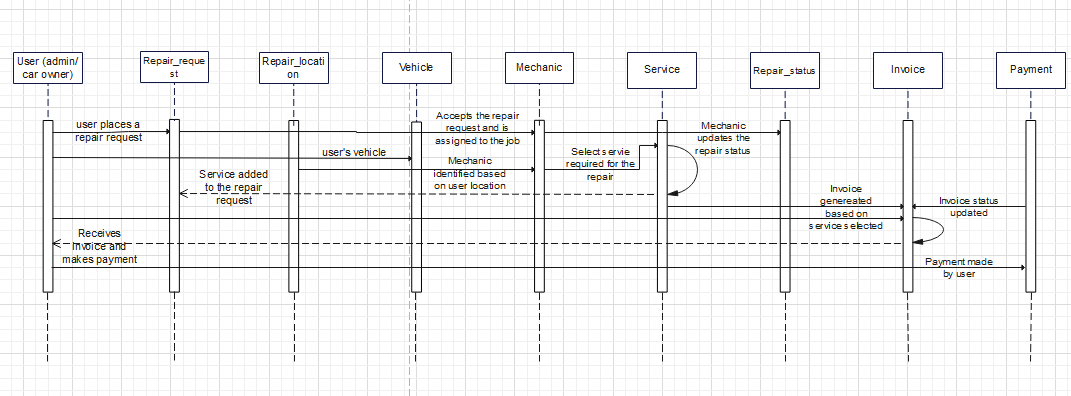 User (admin/
car owner)
Repair_reque
st
Repair_locati
on
Vehicle
Mechanic
Service
Repair_status
Invoice
Payment
user places a
repair request
Accepts the repair
request and is
assigned to the job
Mechanic
updates the
repair status
user's vehicle
Select servie
required for the
repair
Mechanic
identified based
on user location
Service added
to the repair
request
Invoice
genereated
based on
service selected
Invoice status
updated
Receives
invoice and
makes payment
Payment made
by user